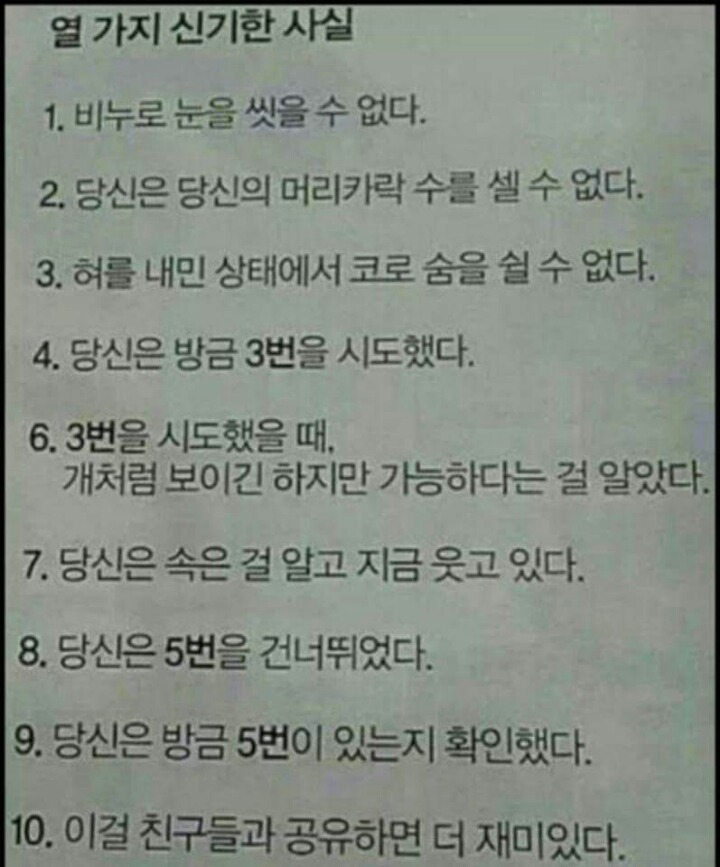 열 가지 신기한 사실
1. 비누로 눈을 씻을 수 없다.
2. 당신은 당신의 머리카락 수를 셀 수 없다.
3. 혀를 내민 상태에서 코로 숨을 쉴 수 없다.
4. 당신은 방금 3번을 시도했다.
6. 3번을 시도했을 때,
개처럼 보이긴 하지만 가능하다는 걸 알았다.
7. 당신은 속은 걸 알고 지금 웃고 있다.
8. 당신은 5번을 건너뛰었다.
9. 당신은 방금 5번이 있는지 확인했다.
10. 이걸 친구들과 공유하면 더 재미있다.